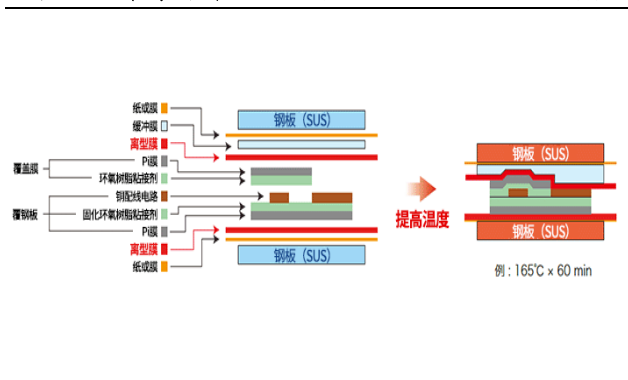 纸或膜
缓冲膜
离型膜
Pi膜
覆盖膜
环氧树脂粘接剂
铜配线电路
覆铜板
固化环氧树脂粘接剂
Pi膜
离型膜
纸或膜
钢板（SUS）
钢板（SUS）
提高温度
钢板（SUS）
钢板（SUS）
例 : 165℃ × 60 min